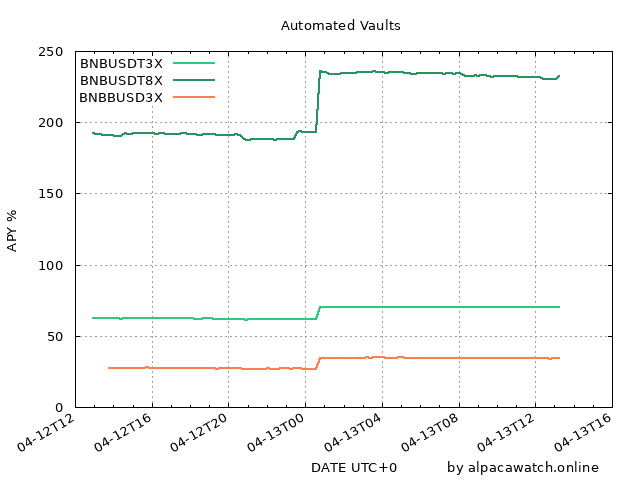 Automated Vaults
250
200
150
100
50
0
APY %
BNBUSDT3X
BNBUSDT8X
BNBBUSD3X
04-12T12
04-12T16
04-12T20
04-13T00
04-13T04
04-13T08
04-13T12
04-13T16
DATE UTC+0
by alpacawatch.online